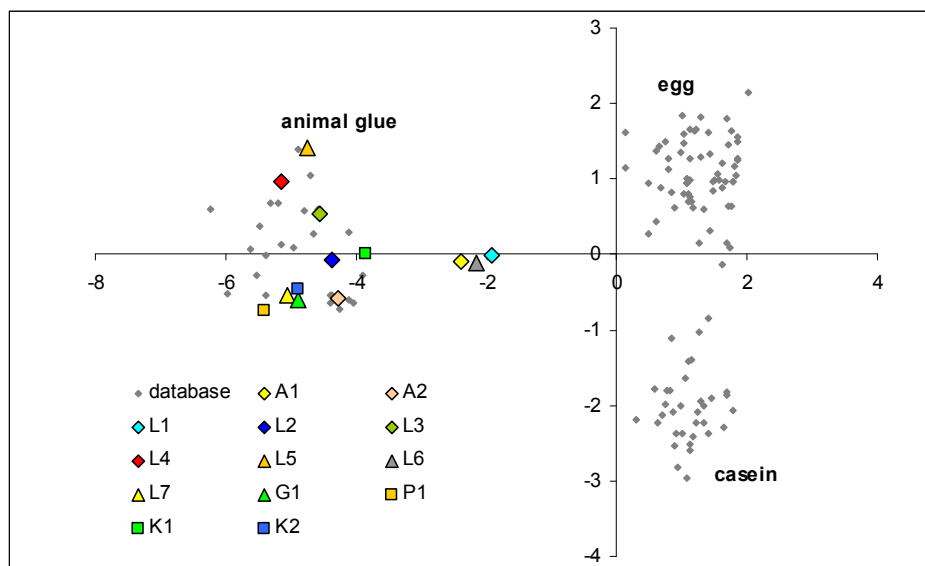 3
egg
2
animal glue
1
0
-8 -6 -4 -2 0 2 4
-1
database A1 A2
L1 L2 L3
-2
L4 L5 L6
casein
-3
L7 G1 P1
K1 K2
-4